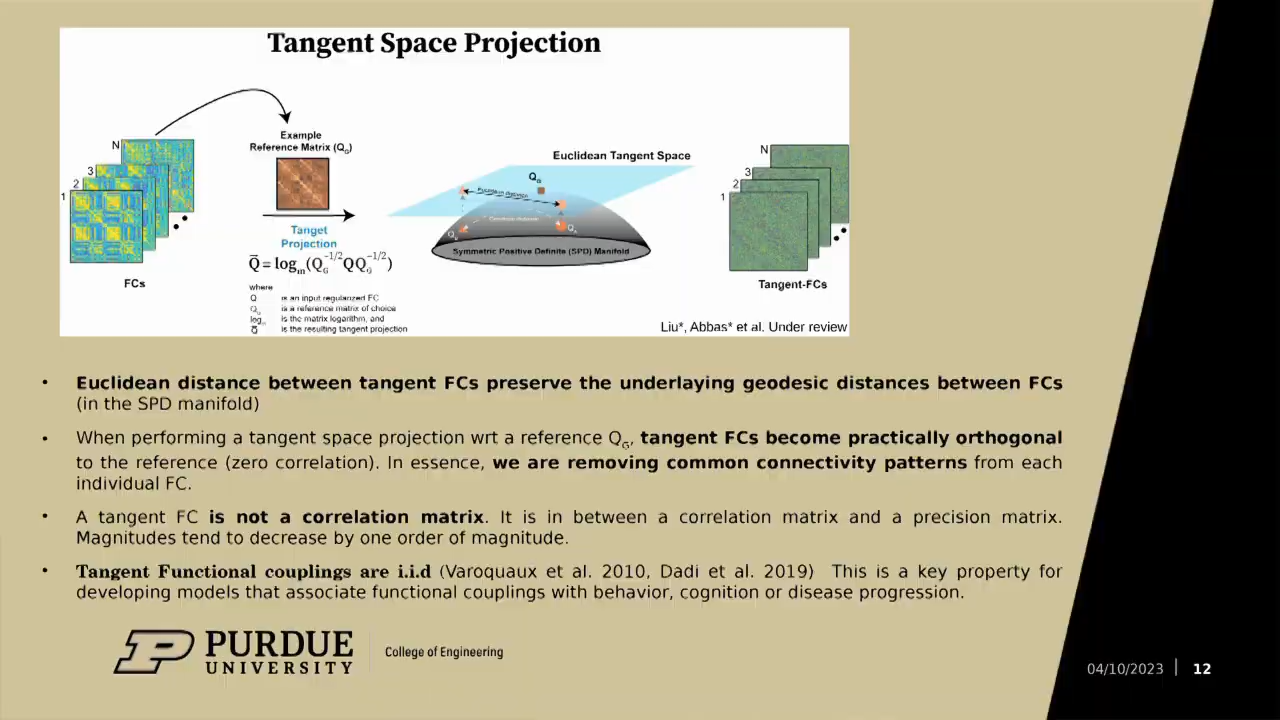 Tangent Space Projection
Example
Reference Matrix (Q_G)
N
3
2
1
FCs
Tanget
Projection
Q̅ = log_m(Q_G^-1/2 Q Q_G^-1/2)
where
Q is an input regularized FC
Q_G is a reference matrix of choice
log_m is the matrix logarithm, and
Q̅ is the resulting tangent projection
Euclidean Tangent Space
Q_G
Euclidean distance
Symmetric Positive Definite (SPD) Manifold
N
3
2
1
Tangent-FCs
Liu*, Abbas* et al. Under review
• Euclidean distance between tangent FCs preserve the underlaying geodesic distances between FCs
(in the SPD manifold)
• When performing a tangent space projection wrt a reference Q_G, tangent FCs become practically orthogonal
to the reference (zero correlation). In essence, we are removing common connectivity patterns from each
individual FC.
• A tangent FC is not a correlation matrix. It is in between a correlation matrix and a precision matrix.
Magnitudes tend to decrease by one order of magnitude.
• Tangent Functional couplings are i.i.d (Varoquaux et al. 2010, Dadi et al. 2019) This is a key property for
developing models that associate functional couplings with behavior, cognition or disease progression.
PURDUE
UNIVERSITY
College of Engineering
04/10/2023 | 12